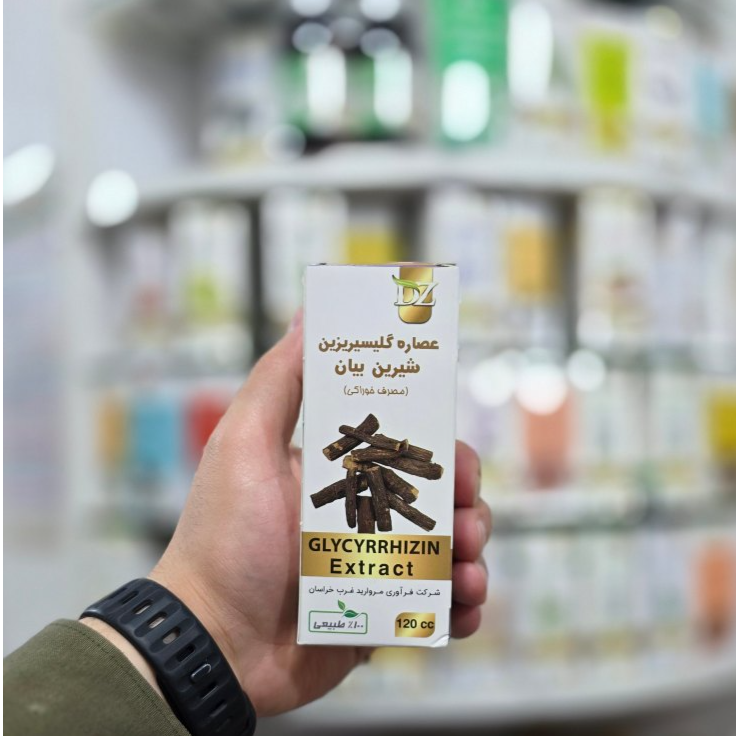 DZ
عصاره گلیسیریزین
شیرین بیان
(مصرف خوراکی)
GLYCYRRHIZIN
Extract
شرکت فرآوری مروارید غرب خراسان
۱۰۰٪ طبیعی
120 cc